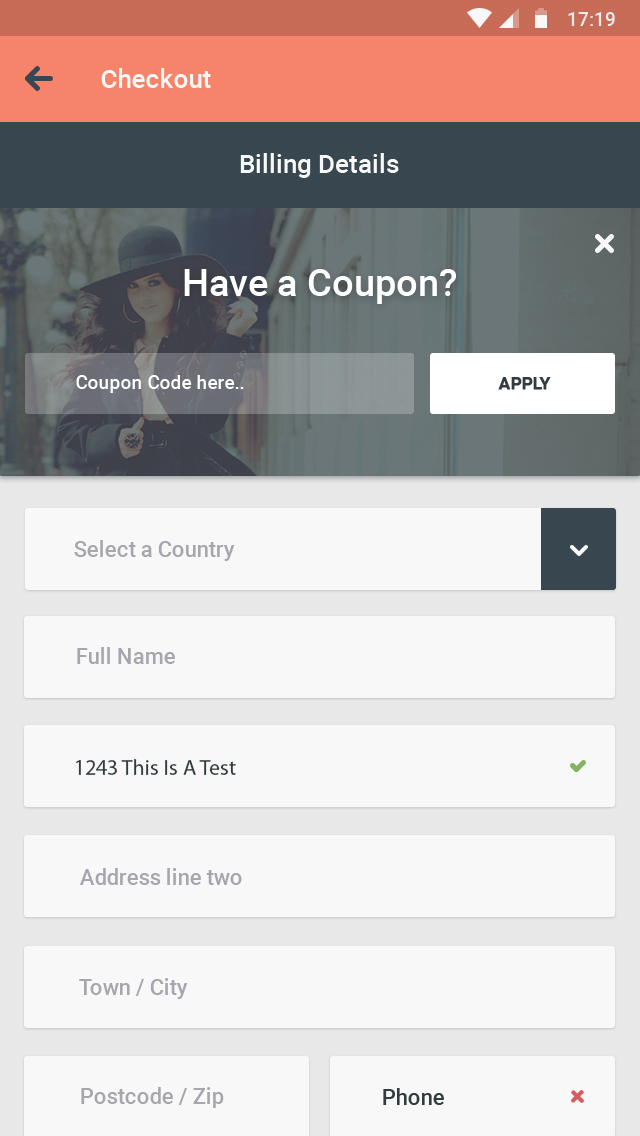 17:19
Checkout
Billing Details
Have a Coupon?
Coupon Code here..
APPLY
Select a Country
Full Name
1243 This Is A Test
Address line two
Town / City
Postcode / Zip
Phone